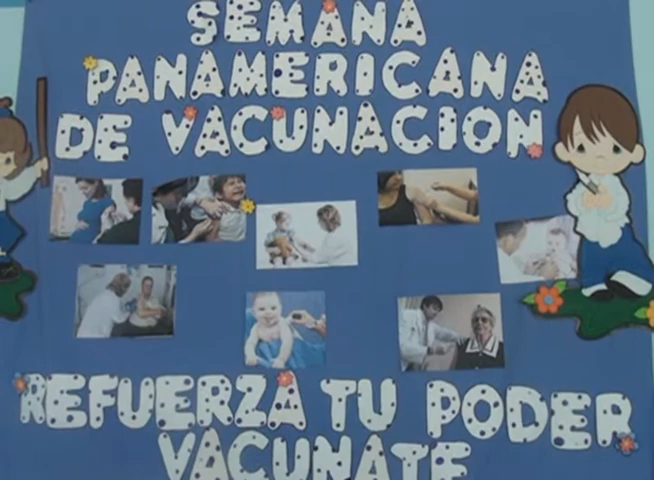 SEMANA
PANAMERICANA
DE VACUNACION
REFUERZA TU PODER
VACUNATE